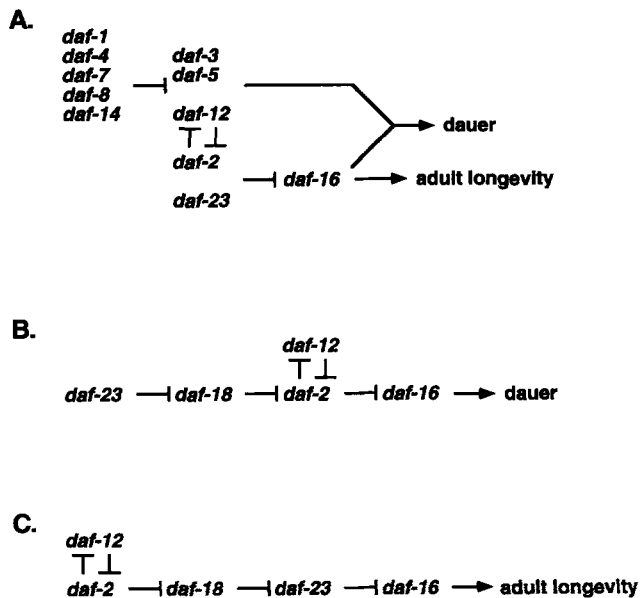 A.
daf-1
daf-4
daf-7
daf-8
daf-14
daf-3
daf-5
daf-12
daf-2
daf-23
daf-16
dauer
adult longevity
B.
daf-12
daf-23 daf-18 daf-2 daf-16 dauer
C.
daf-12
daf-2 daf-18 daf-23 daf-16 adult longevity